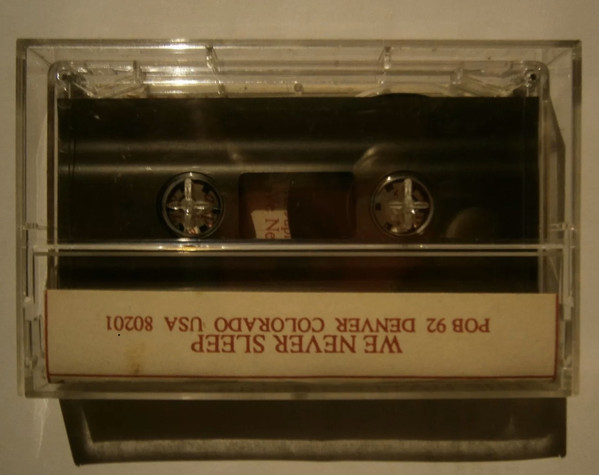 WE NEVER SLEEP
POB 92 DENVER COLORADO USA 80201